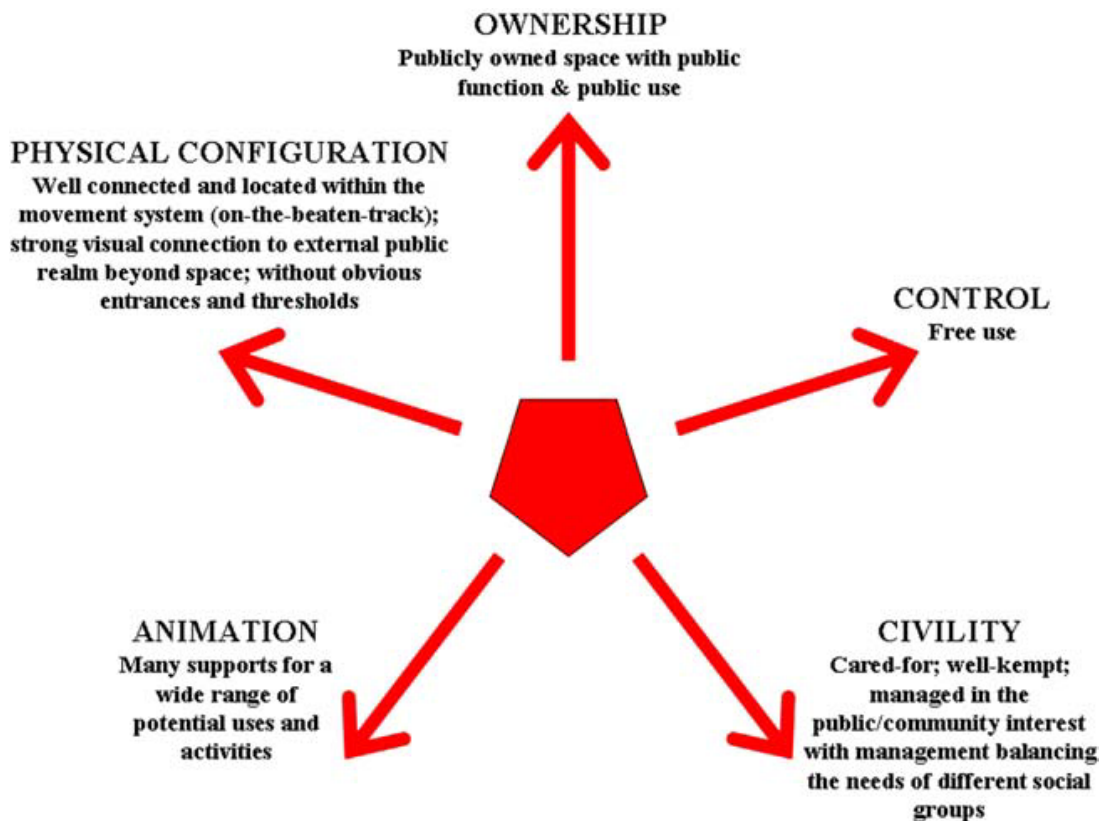 OWNERSHIP
Publicly owned space with public
function & public use
PHYSICAL CONFIGURATION
Well connected and located within the
movement system (on-the-beaten-track);
strong visual connection to external public
realm beyond space; without obvious
entrances and thresholds
CONTROL
Free use
ANIMATION
Many supports for a
wide range of
potential uses and
activities
CIVILITY
Cared-for; well-kempt;
managed in the
public/community interest
with management balancing
the needs of different social
groups